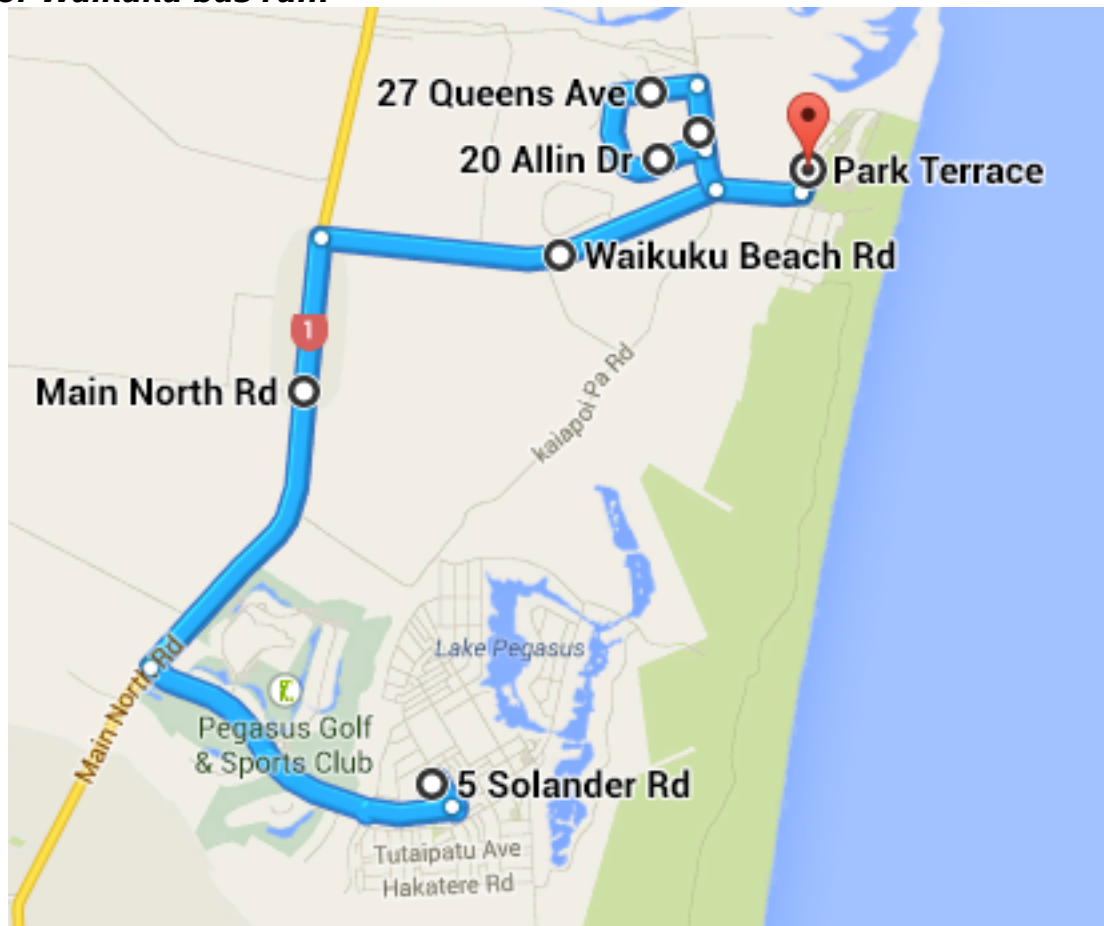 27 Queens Ave
20 Allin Dr
Park Terrace
Waikuku Beach Rd
1
Main North Rd
kaiapoi Pa Rd
Lake Pegasus
Main North Rd
Pegasus Golf
& Sports Club
5 Solander Rd
Tutaipatu Ave
Hakatere Rd